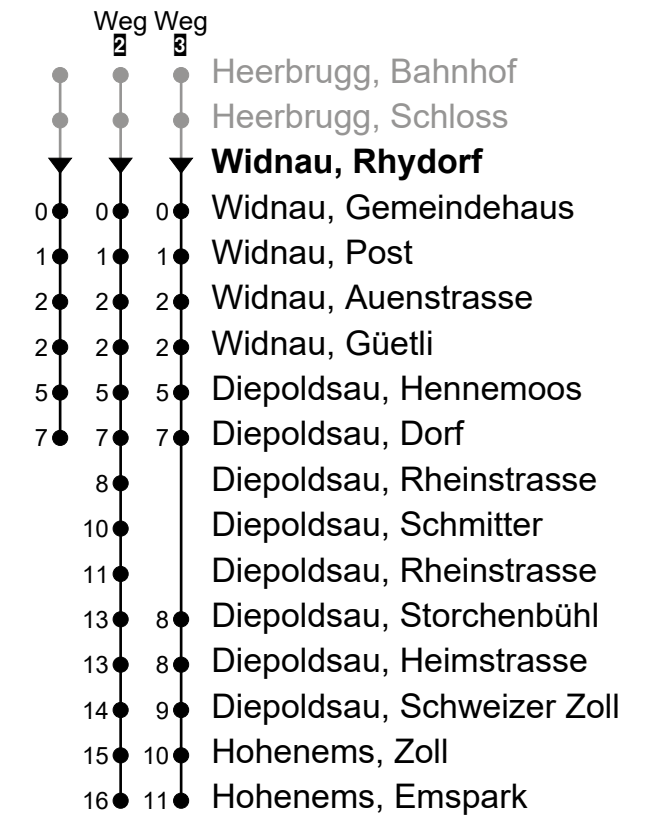 Weg Weg
2 3
Heerbrugg, Bahnhof
Heerbrugg, Schloss
Widnau, Rhydorf
0 0 0 Widnau, Gemeindehaus
1 1 1 Widnau, Post
2 2 2 Widnau, Auenstrasse
2 2 2 Widnau, Güetli
5 5 5 Diepoldsau, Hennemoos
7 7 7 Diepoldsau, Dorf
8 Diepoldsau, Rheinstrasse
10 Diepoldsau, Schmitter
11 Diepoldsau, Rheinstrasse
13 8 Diepoldsau, Storchenbühl
13 8 Diepoldsau, Heimstrasse
14 9 Diepoldsau, Schweizer Zoll
15 10 Hohenems, Zoll
16 11 Hohenems, Emspark